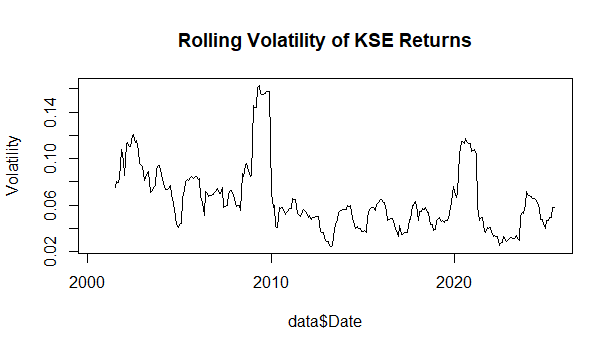 Rolling Volatility of KSE Returns
Volatility
0.14
0.10
0.06
0.02
2000
2010
2020
data$Date